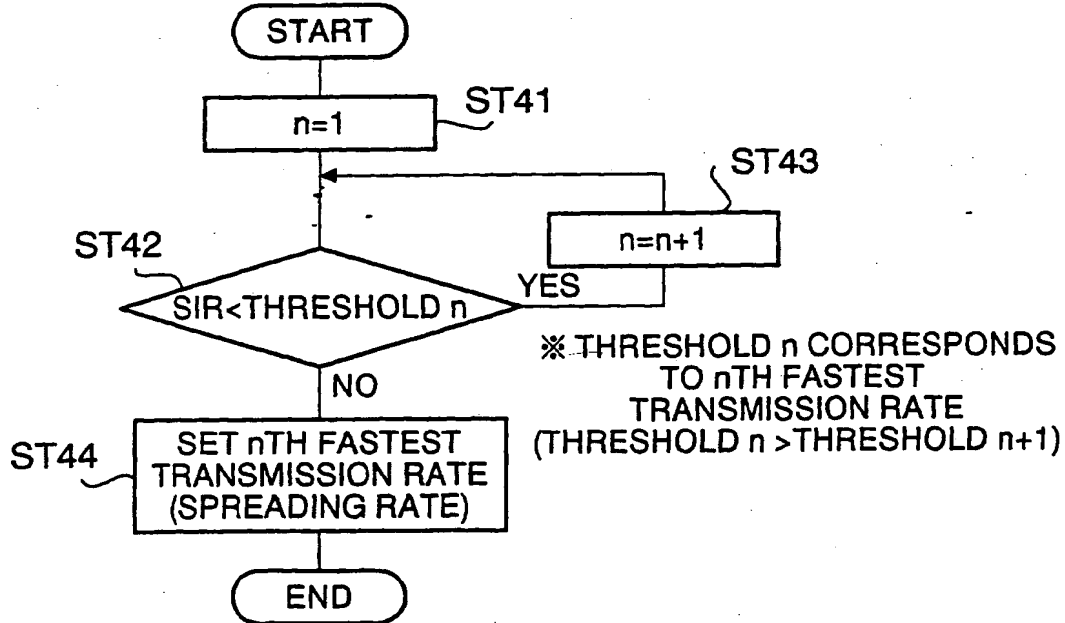 START
n=1
ST41
ST43
n=n+1
ST42
SIR<THRESHOLD n
YES
NO
※ THRESHOLD n CORRESPONDS
TO nTH FASTEST
TRANSMISSION RATE
(THRESHOLD n >THRESHOLD n+1)
ST44
SET nTH FASTEST
TRANSMISSION RATE
(SPREADING RATE)
END